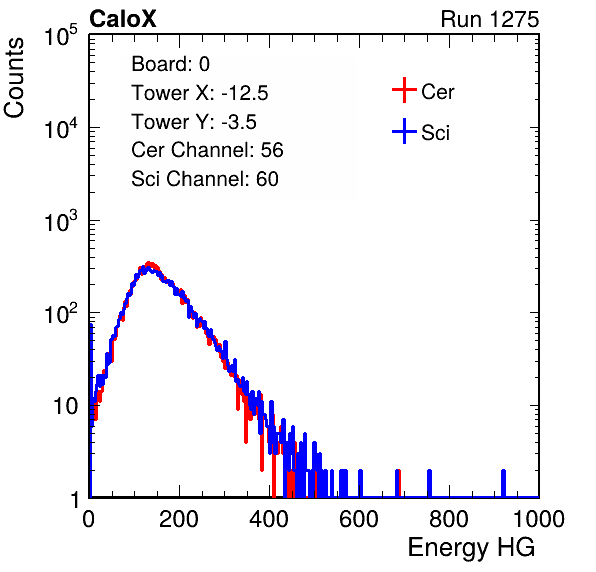 CaloX Run 1275
Counts
10^5
10^4
10^3
10^2
10
1
Board: 0
Tower X: -12.5
Tower Y: -3.5
Cer Channel: 56
Sci Channel: 60
Cer
Sci
0 200 400 600 800 1000
Energy HG